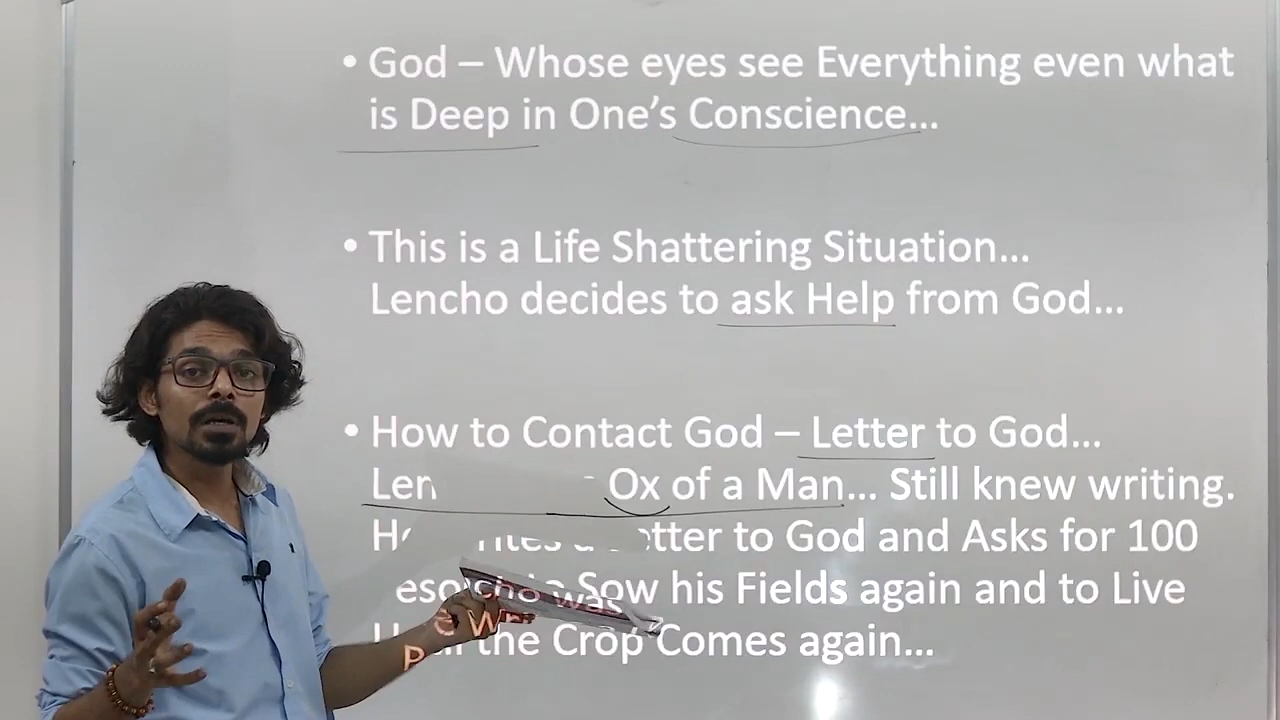 • God – Whose eyes see Everything even what
is Deep in One's Conscience...
• This is a Life Shattering Situation...
Lencho decides to ask Help from God...
• How to Contact God – Letter to God...
Ox of a Man... Still knew writing.
to God and Asks for 100
Sow his Fields again and to Live
the Crop Comes again...